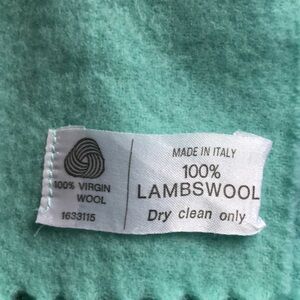 100% VIRGIN
WOOL
1633115
MADE IN ITALY
100%
LAMBSWOOL
Dry clean only